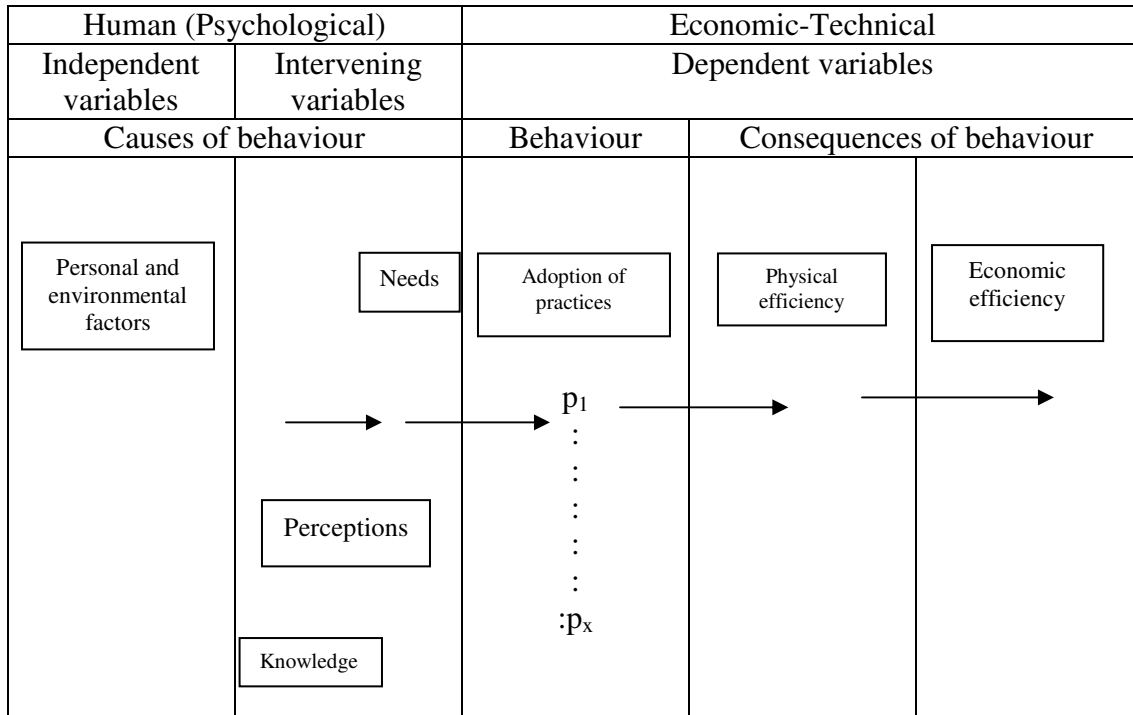 Human (Psychological)
Economic-Technical
Independent
variables
Intervening
variables
Dependent variables
Causes of behaviour
Behaviour
Consequences of behaviour
Personal and
environmental
factors
Needs
Adoption of
practices
Physical
efficiency
Economic
efficiency
p₁
:
:
:
:
:
:pₓ
Perceptions
Knowledge